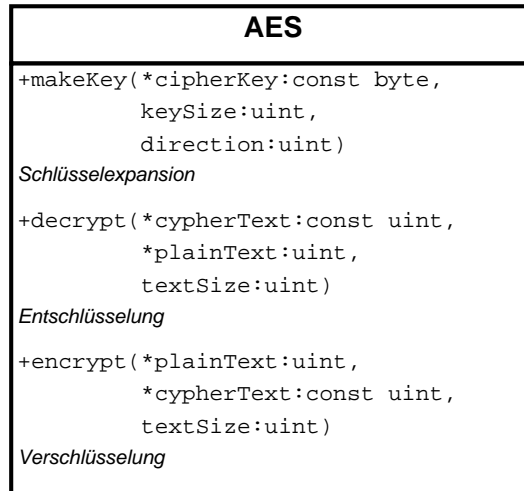 AES
+makeKey(*cipherKey:const byte,
keySize:uint,
direction:uint)
Schlüsselexpansion
+decrypt(*cypherText:const uint,
*plainText:uint,
textSize:uint)
Entschlüsselung
+encrypt(*plainText:uint,
*cypherText:const uint,
textSize:uint)
Verschlüsselung